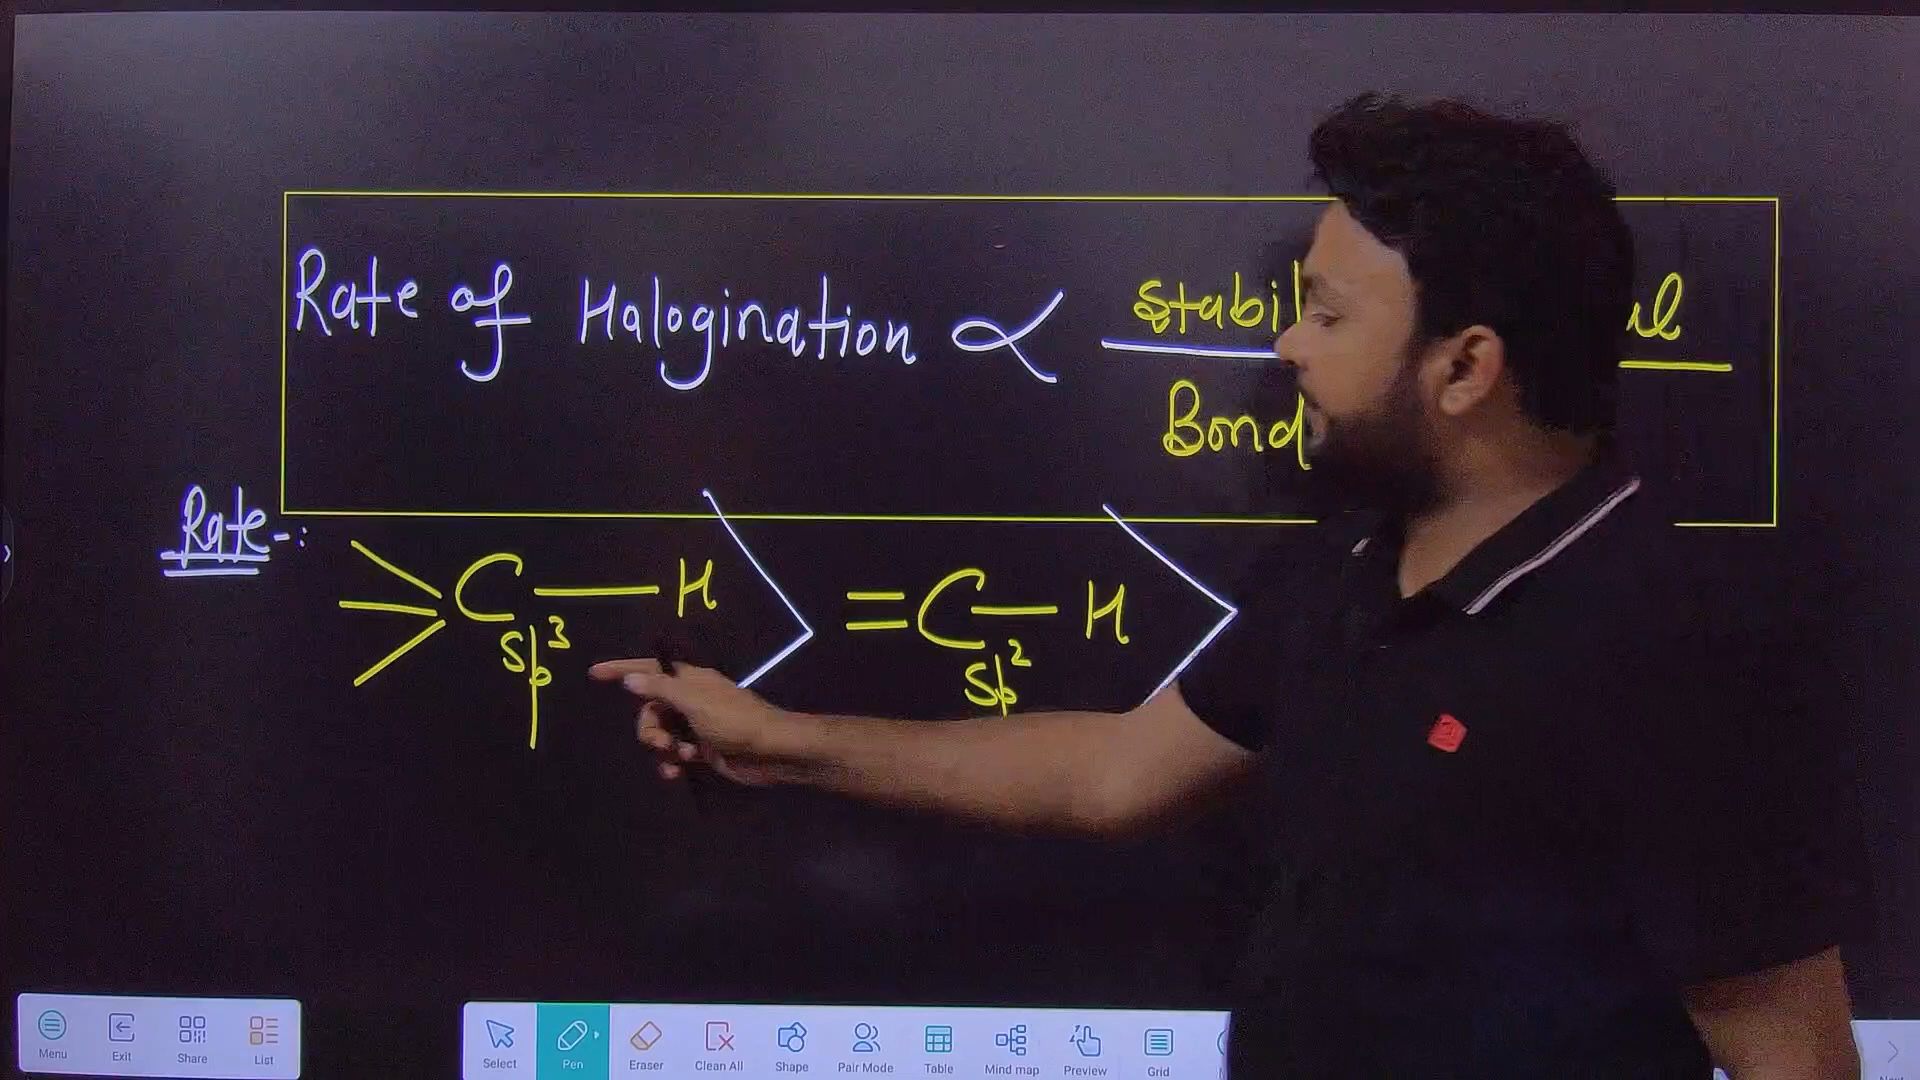 Rate of Halogination ∝ stabil
Bond
Rate-:
C—H > =C—H >
sp³ sp²
Menu Exit Share List
Select Pen Eraser Clean All Shape Pair Mode Table Mind map Preview Grid